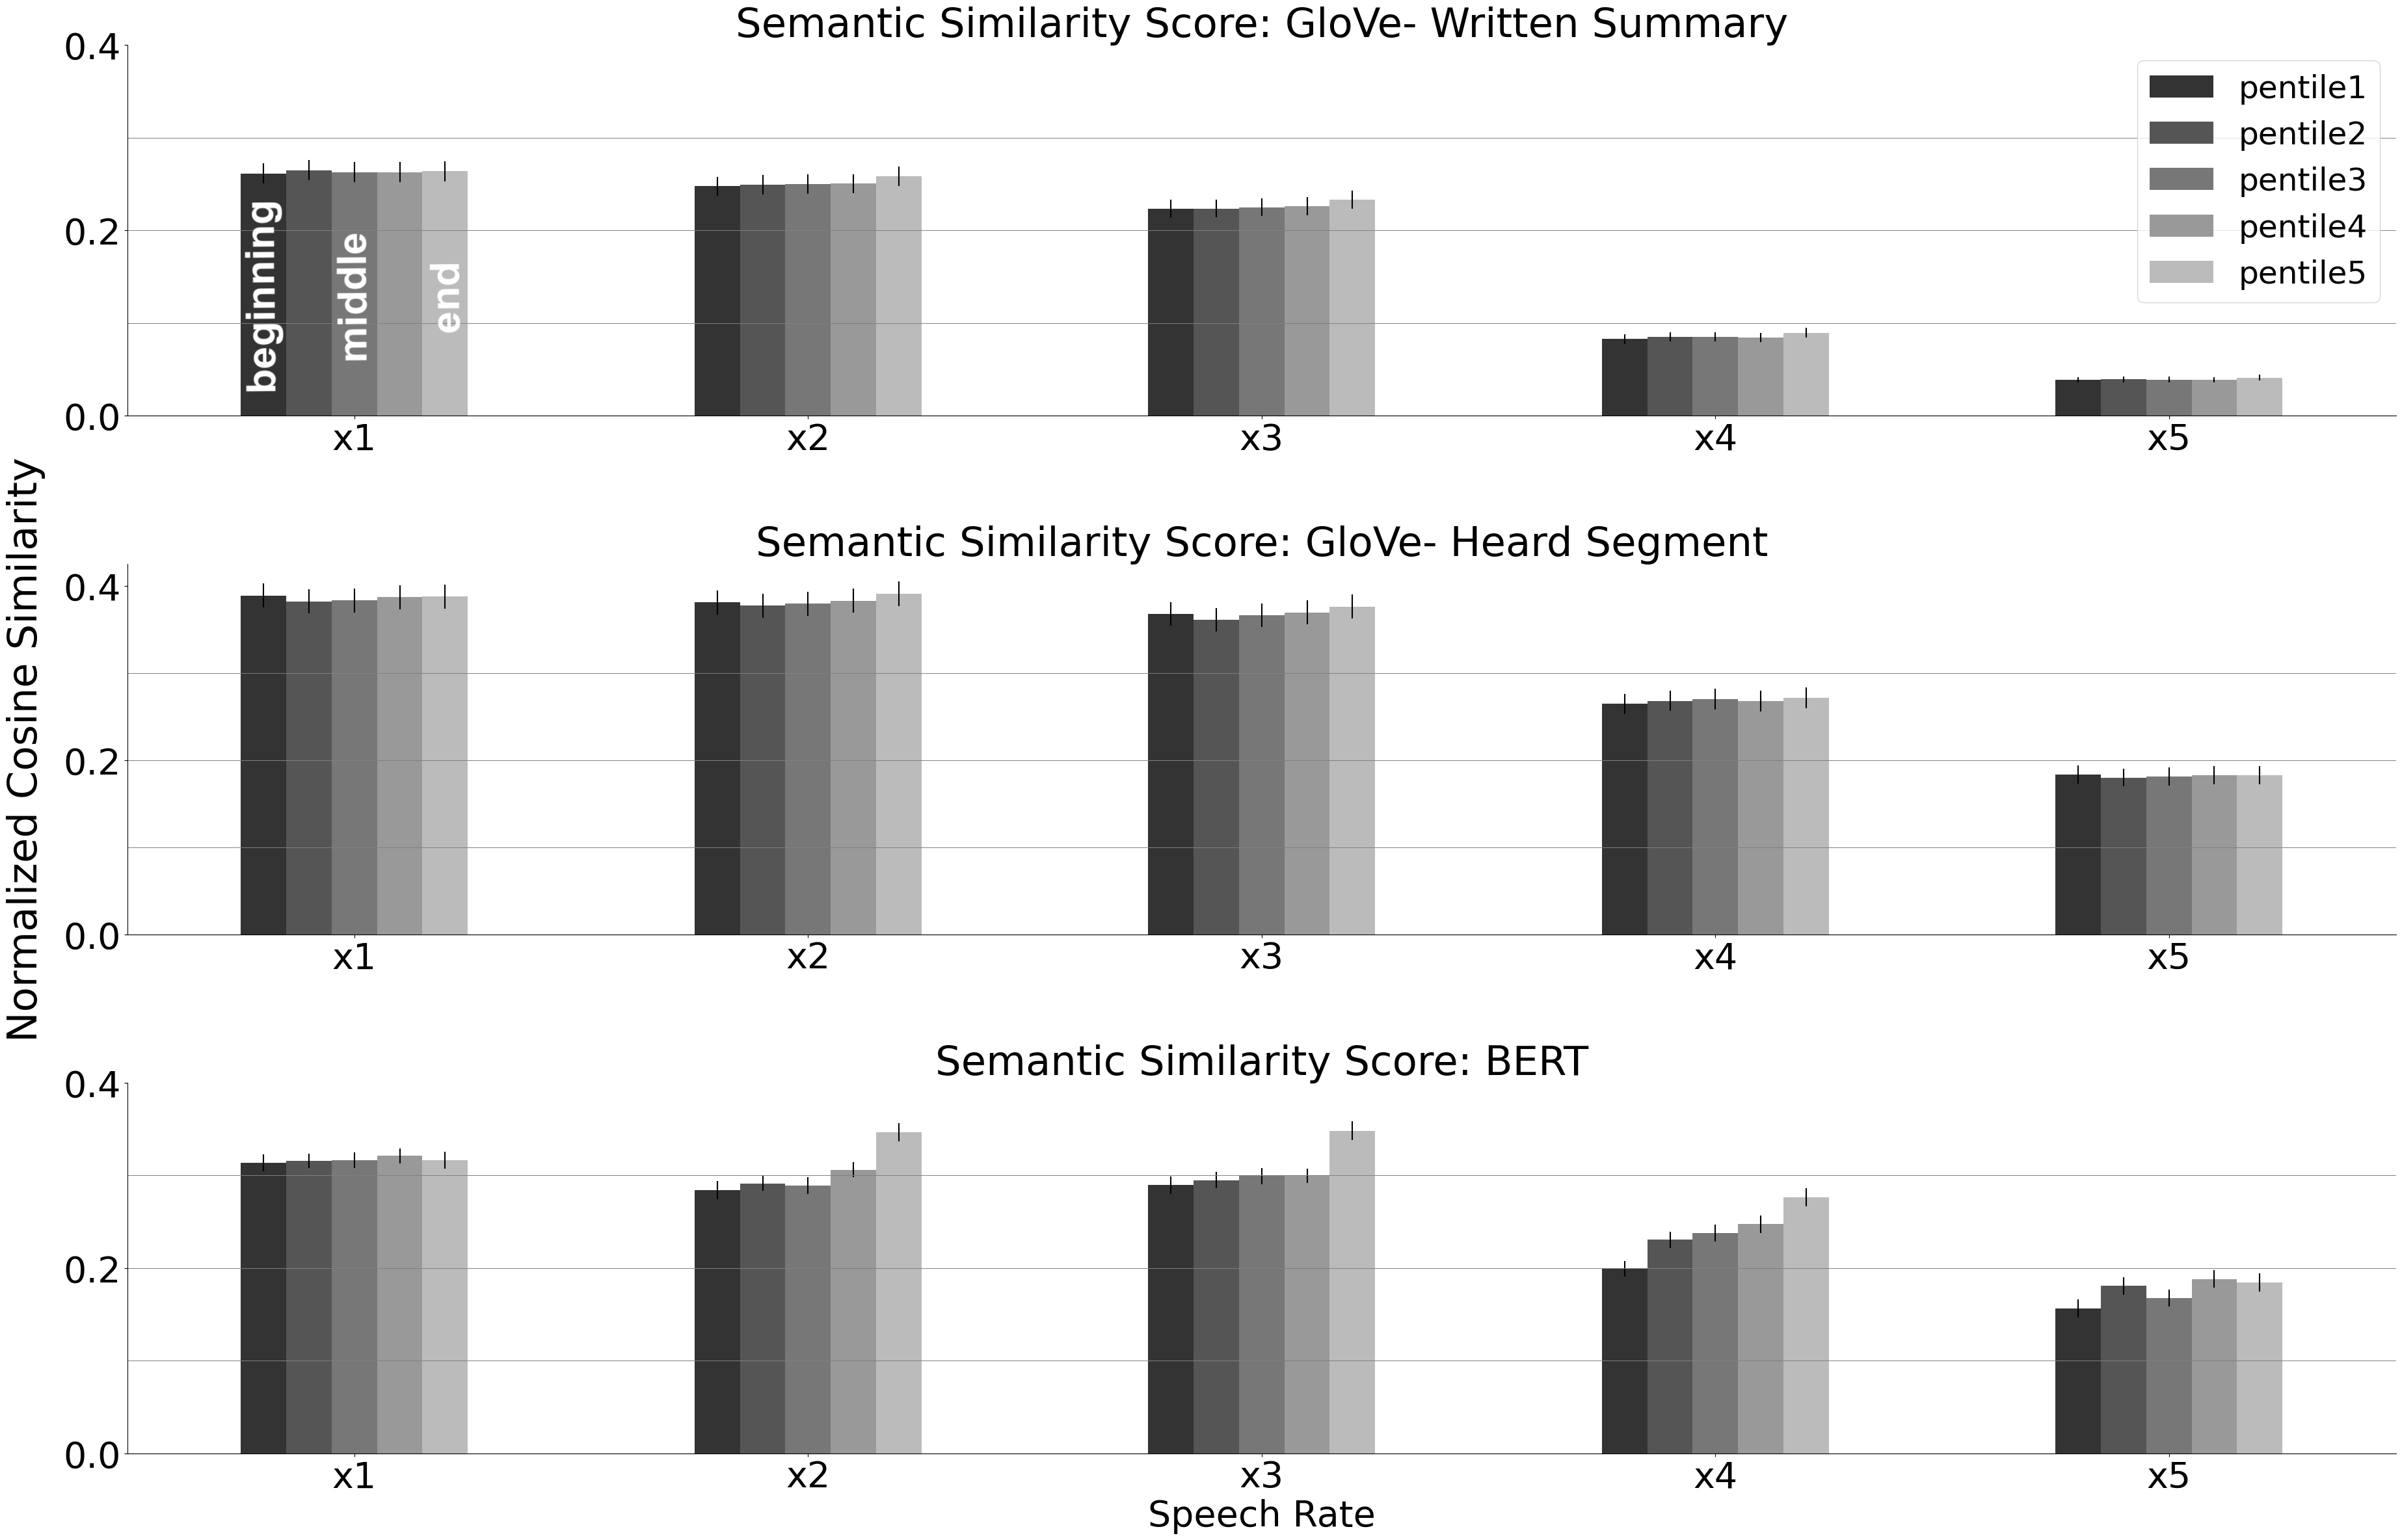 Semantic Similarity Score: GloVe- Written Summary
0.4
0.2
0.0
beginning
middle
end
pentile1
pentile2
pentile3
pentile4
pentile5
x1 x2 x3 x4 x5
Normalized Cosine Similarity
Semantic Similarity Score: GloVe- Heard Segment
0.4
0.2
0.0
x1 x2 x3 x4 x5
Semantic Similarity Score: BERT
0.4
0.2
0.0
x1 x2 x3 x4 x5
Speech Rate